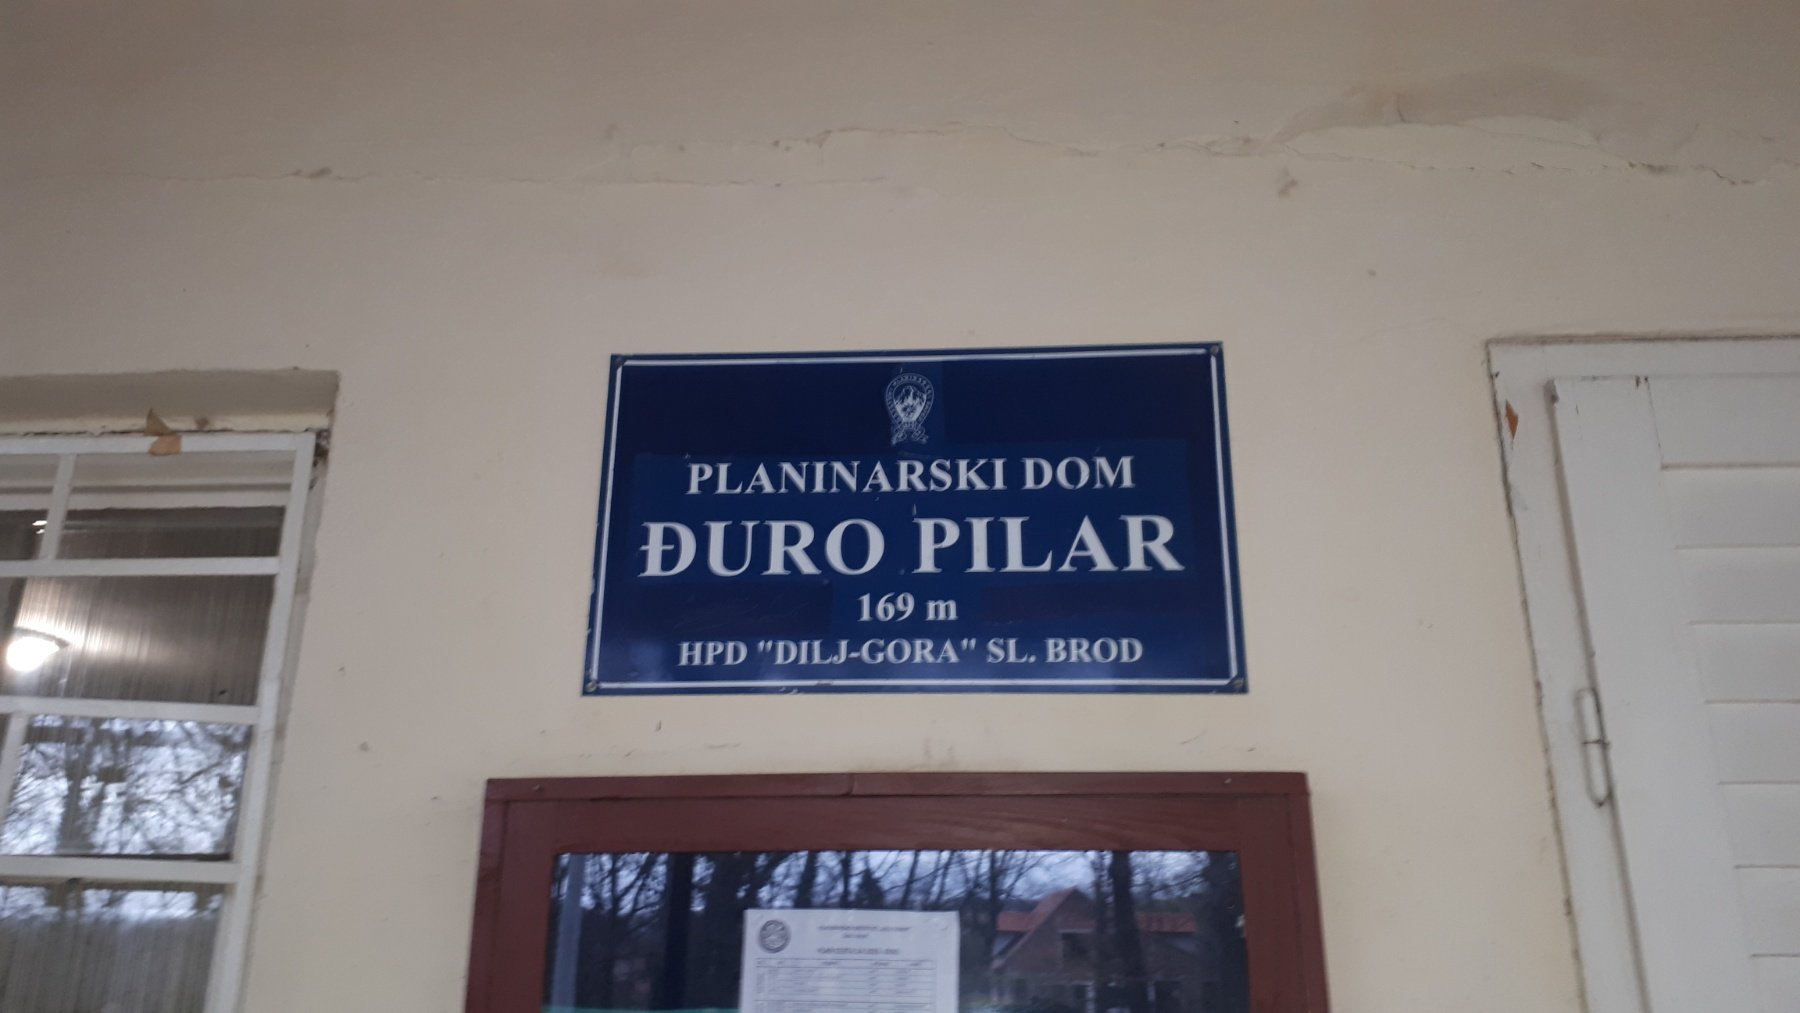 PLANINARSKI DOM
ĐURO PILAR
169 m
HPD "DILJ-GORA" SL. BROD